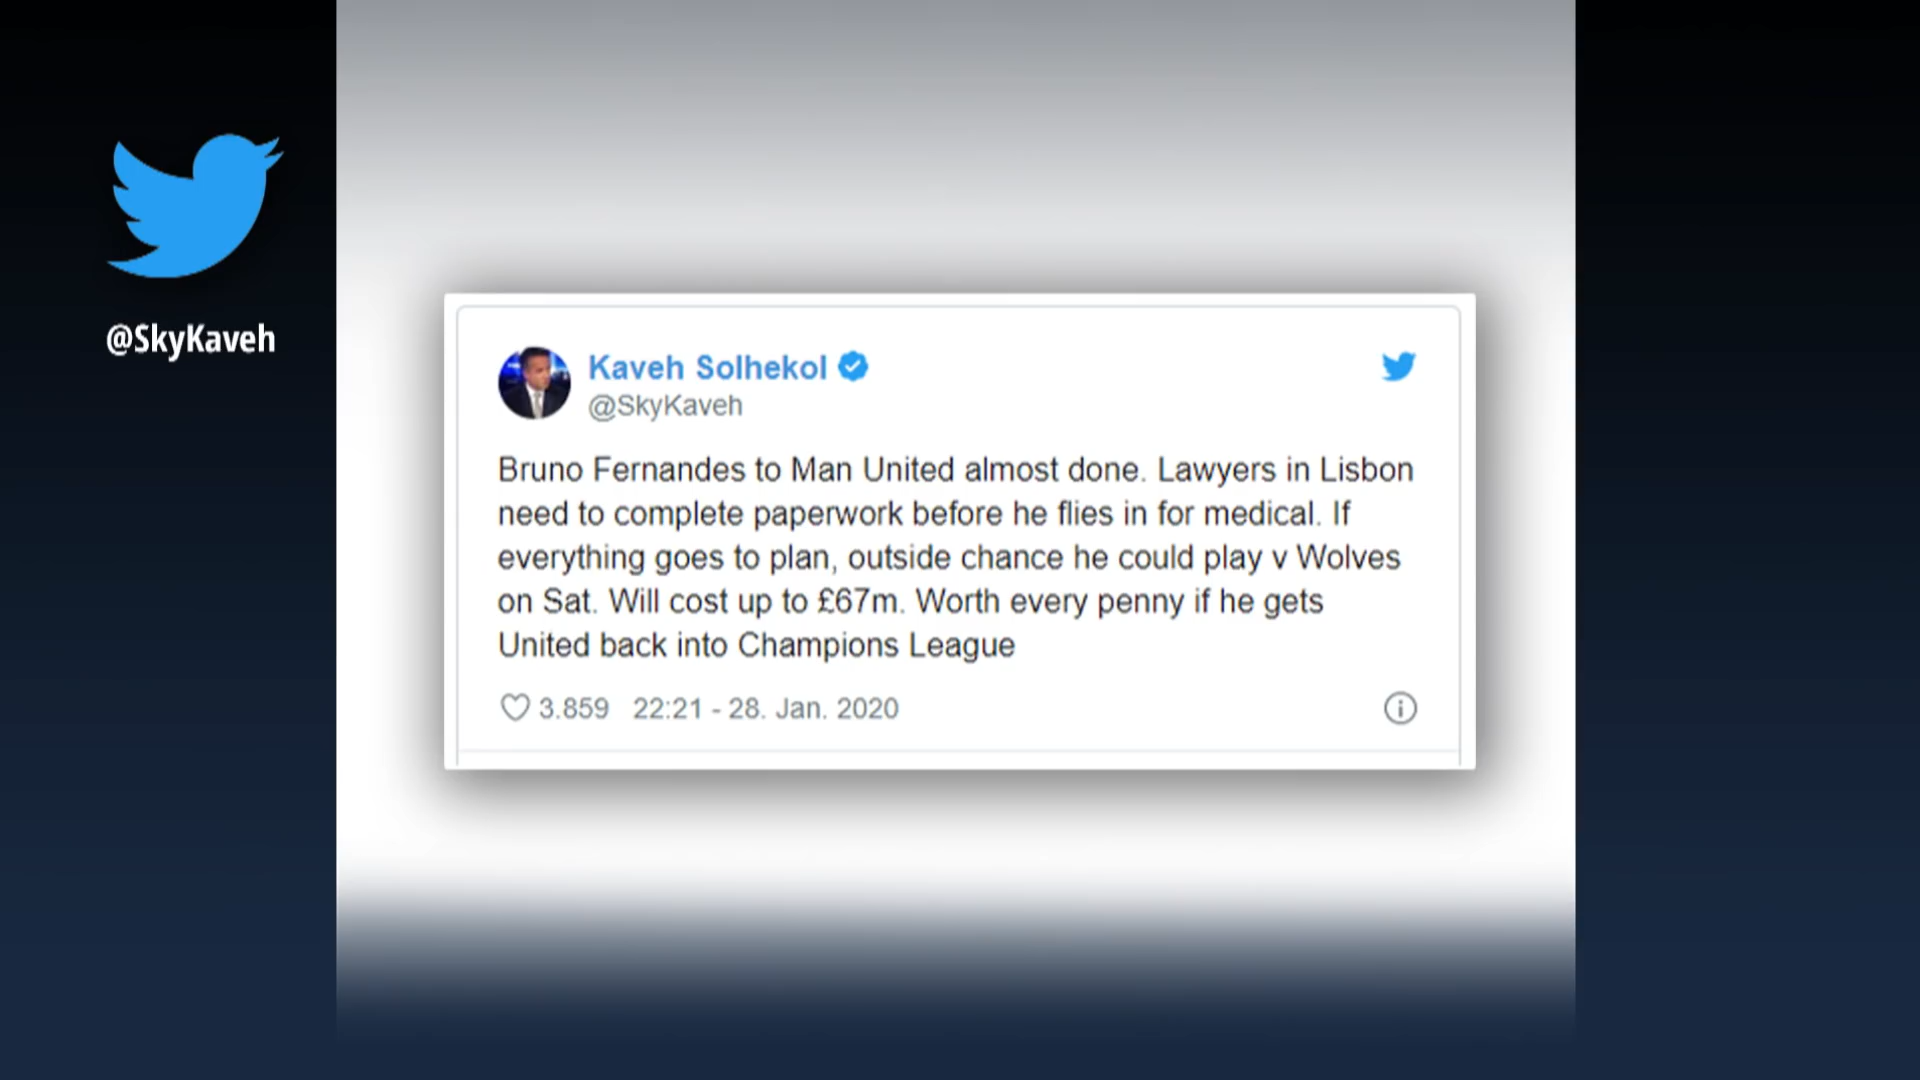 @SkyKaveh
Kaveh Solhekol
@SkyKaveh
Bruno Fernandes to Man United almost done. Lawyers in Lisbon
need to complete paperwork before he flies in for medical. If
everything goes to plan, outside chance he could play v Wolves
on Sat. Will cost up to £67m. Worth every penny if he gets
United back into Champions League
3.859 22:21 - 28. Jan. 2020